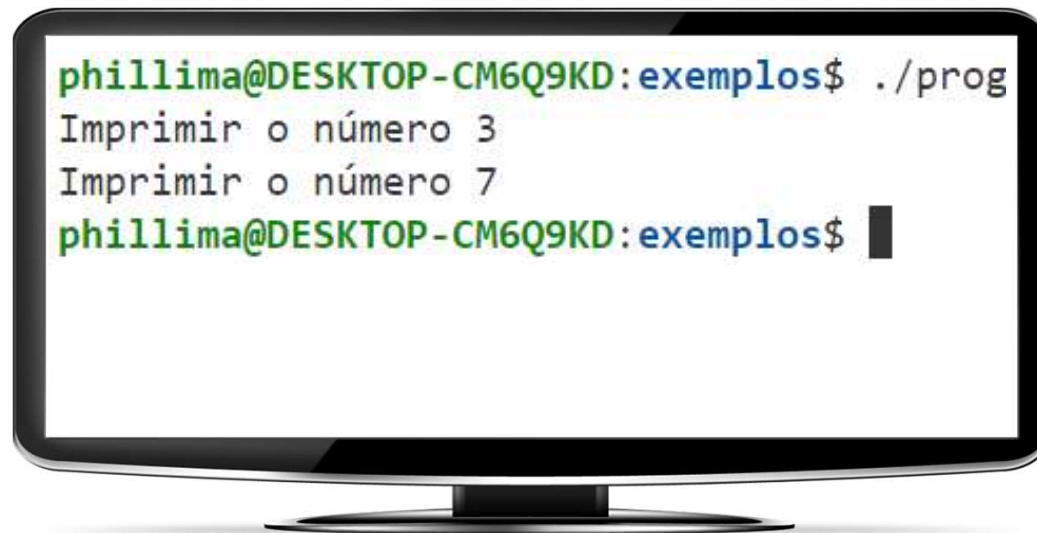 phillima@DESKTOP-CM6Q9KD:exemplos$ ./prog
Imprimir o número 3
Imprimir o número 7
phillima@DESKTOP-CM6Q9KD:exemplos$